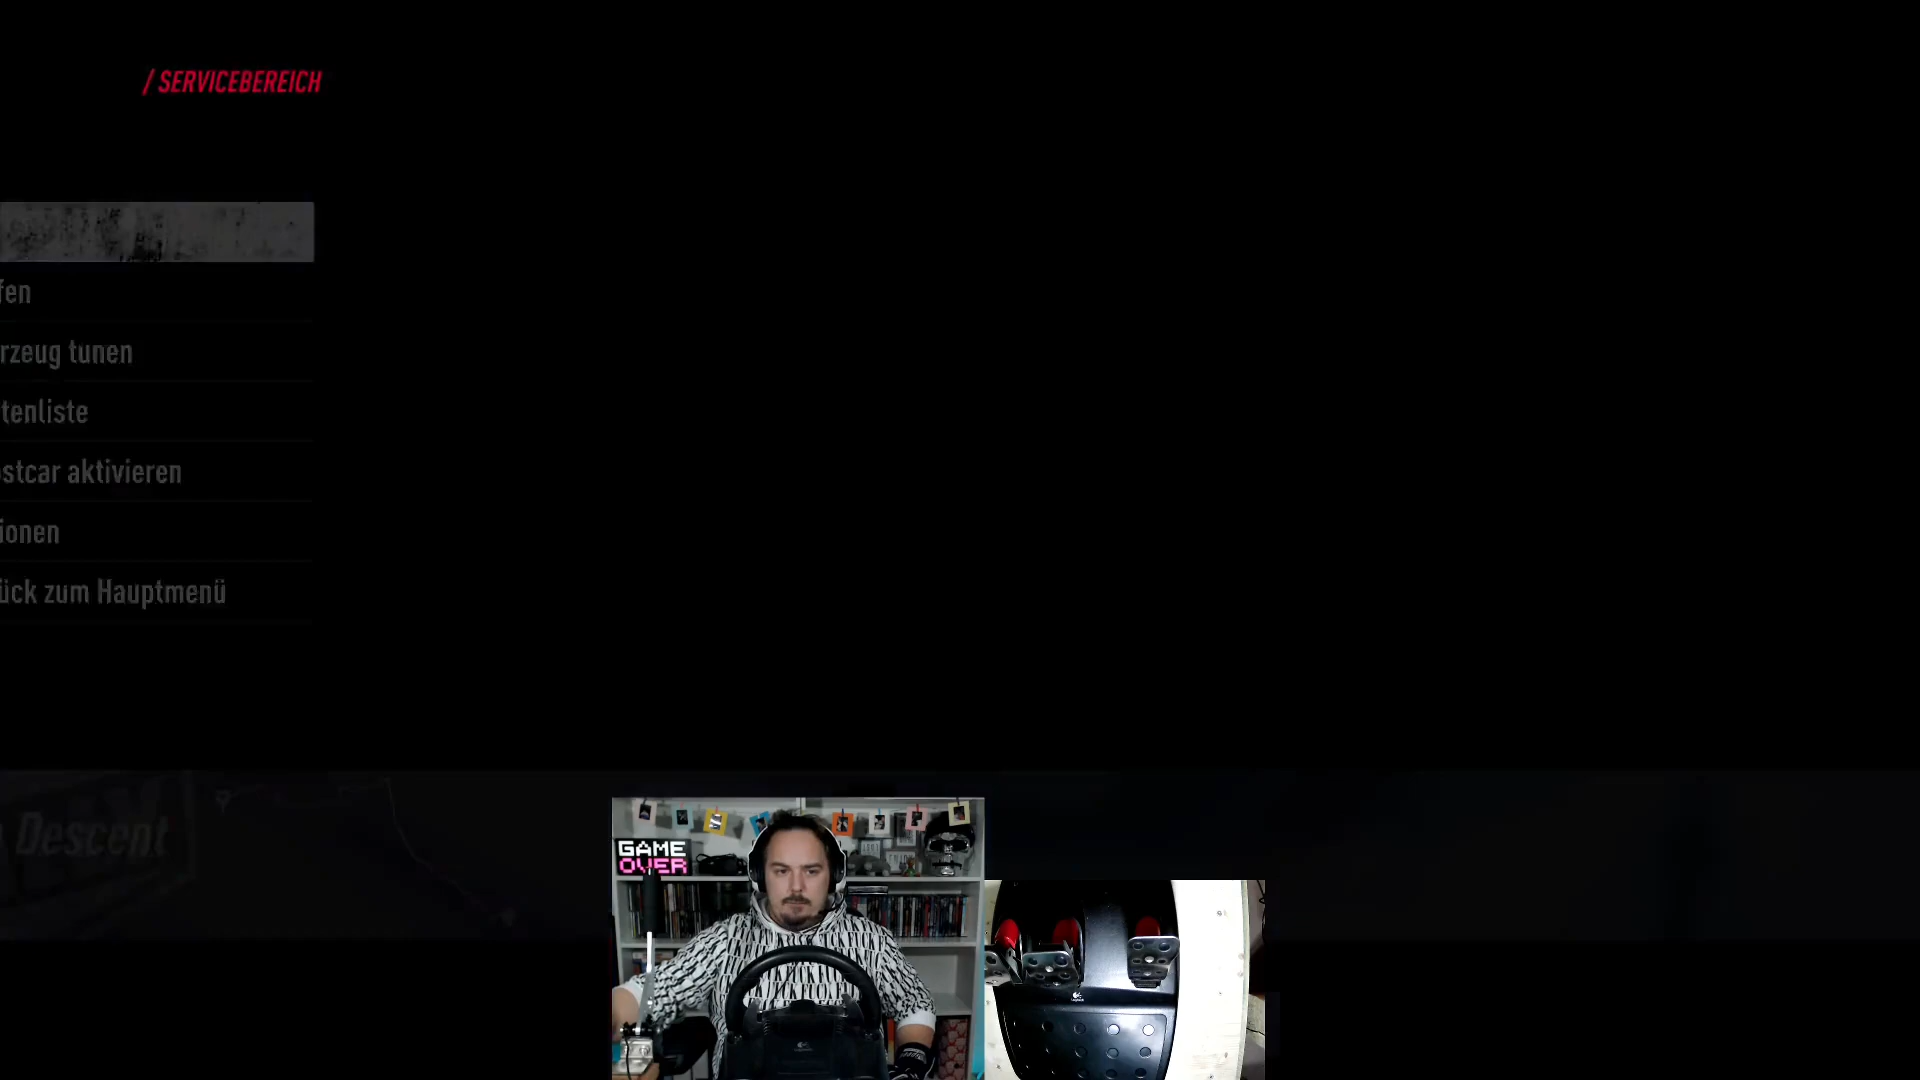 / SERVICEBEREICH
fen
rzeug tunen
tenliste
stcar aktivieren
ionen
ück zum Hauptmenü
Descent
GAME
OVER